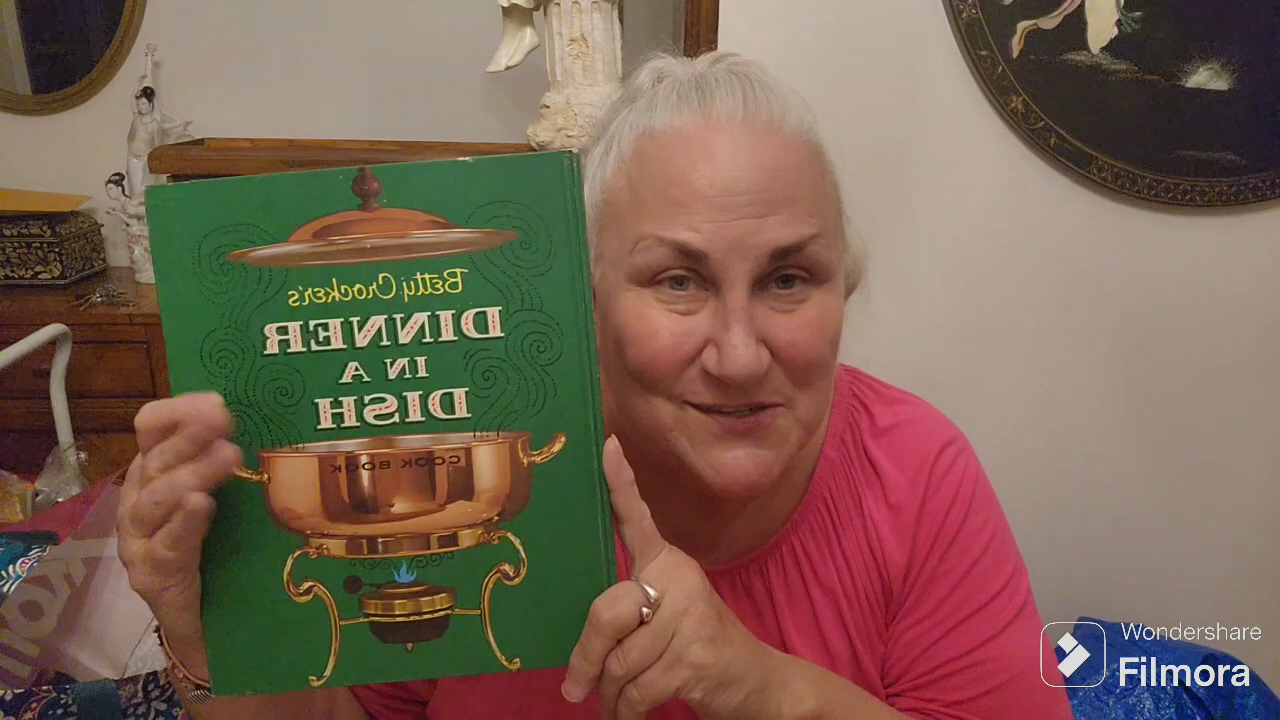 Betty Crocker's
DINNER
IN A
DISH
COOK BOOK
Wondershare
Filmora